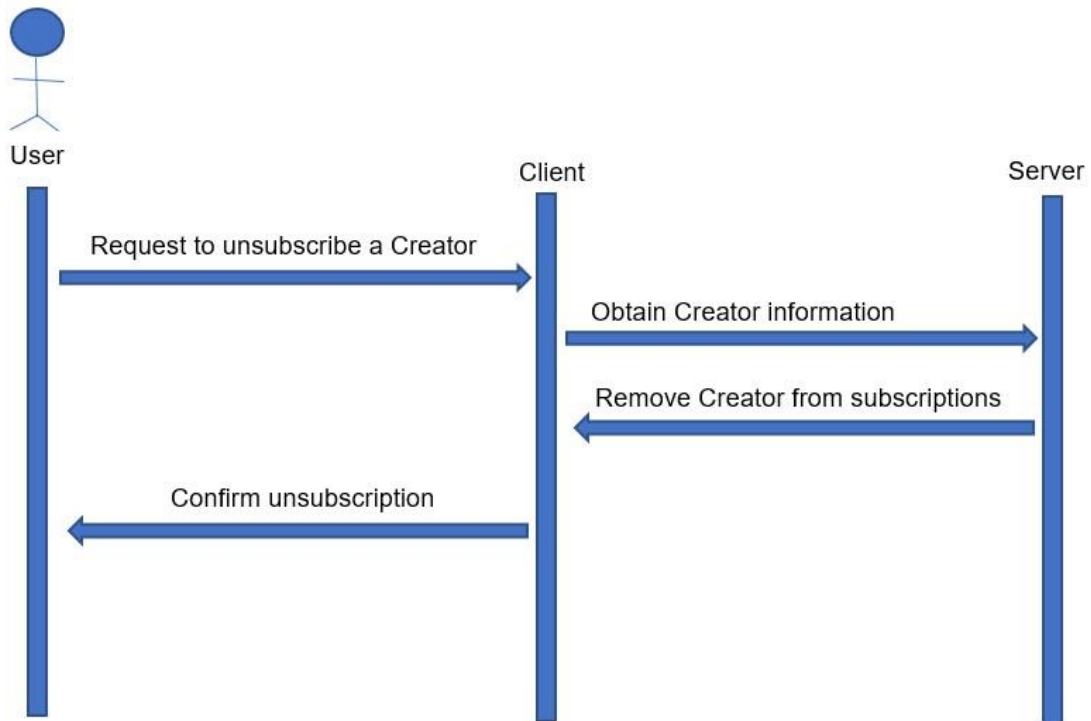 User
Client
Server
Request to unsubscribe a Creator
Obtain Creator information
Remove Creator from subscriptions
Confirm unsubscription